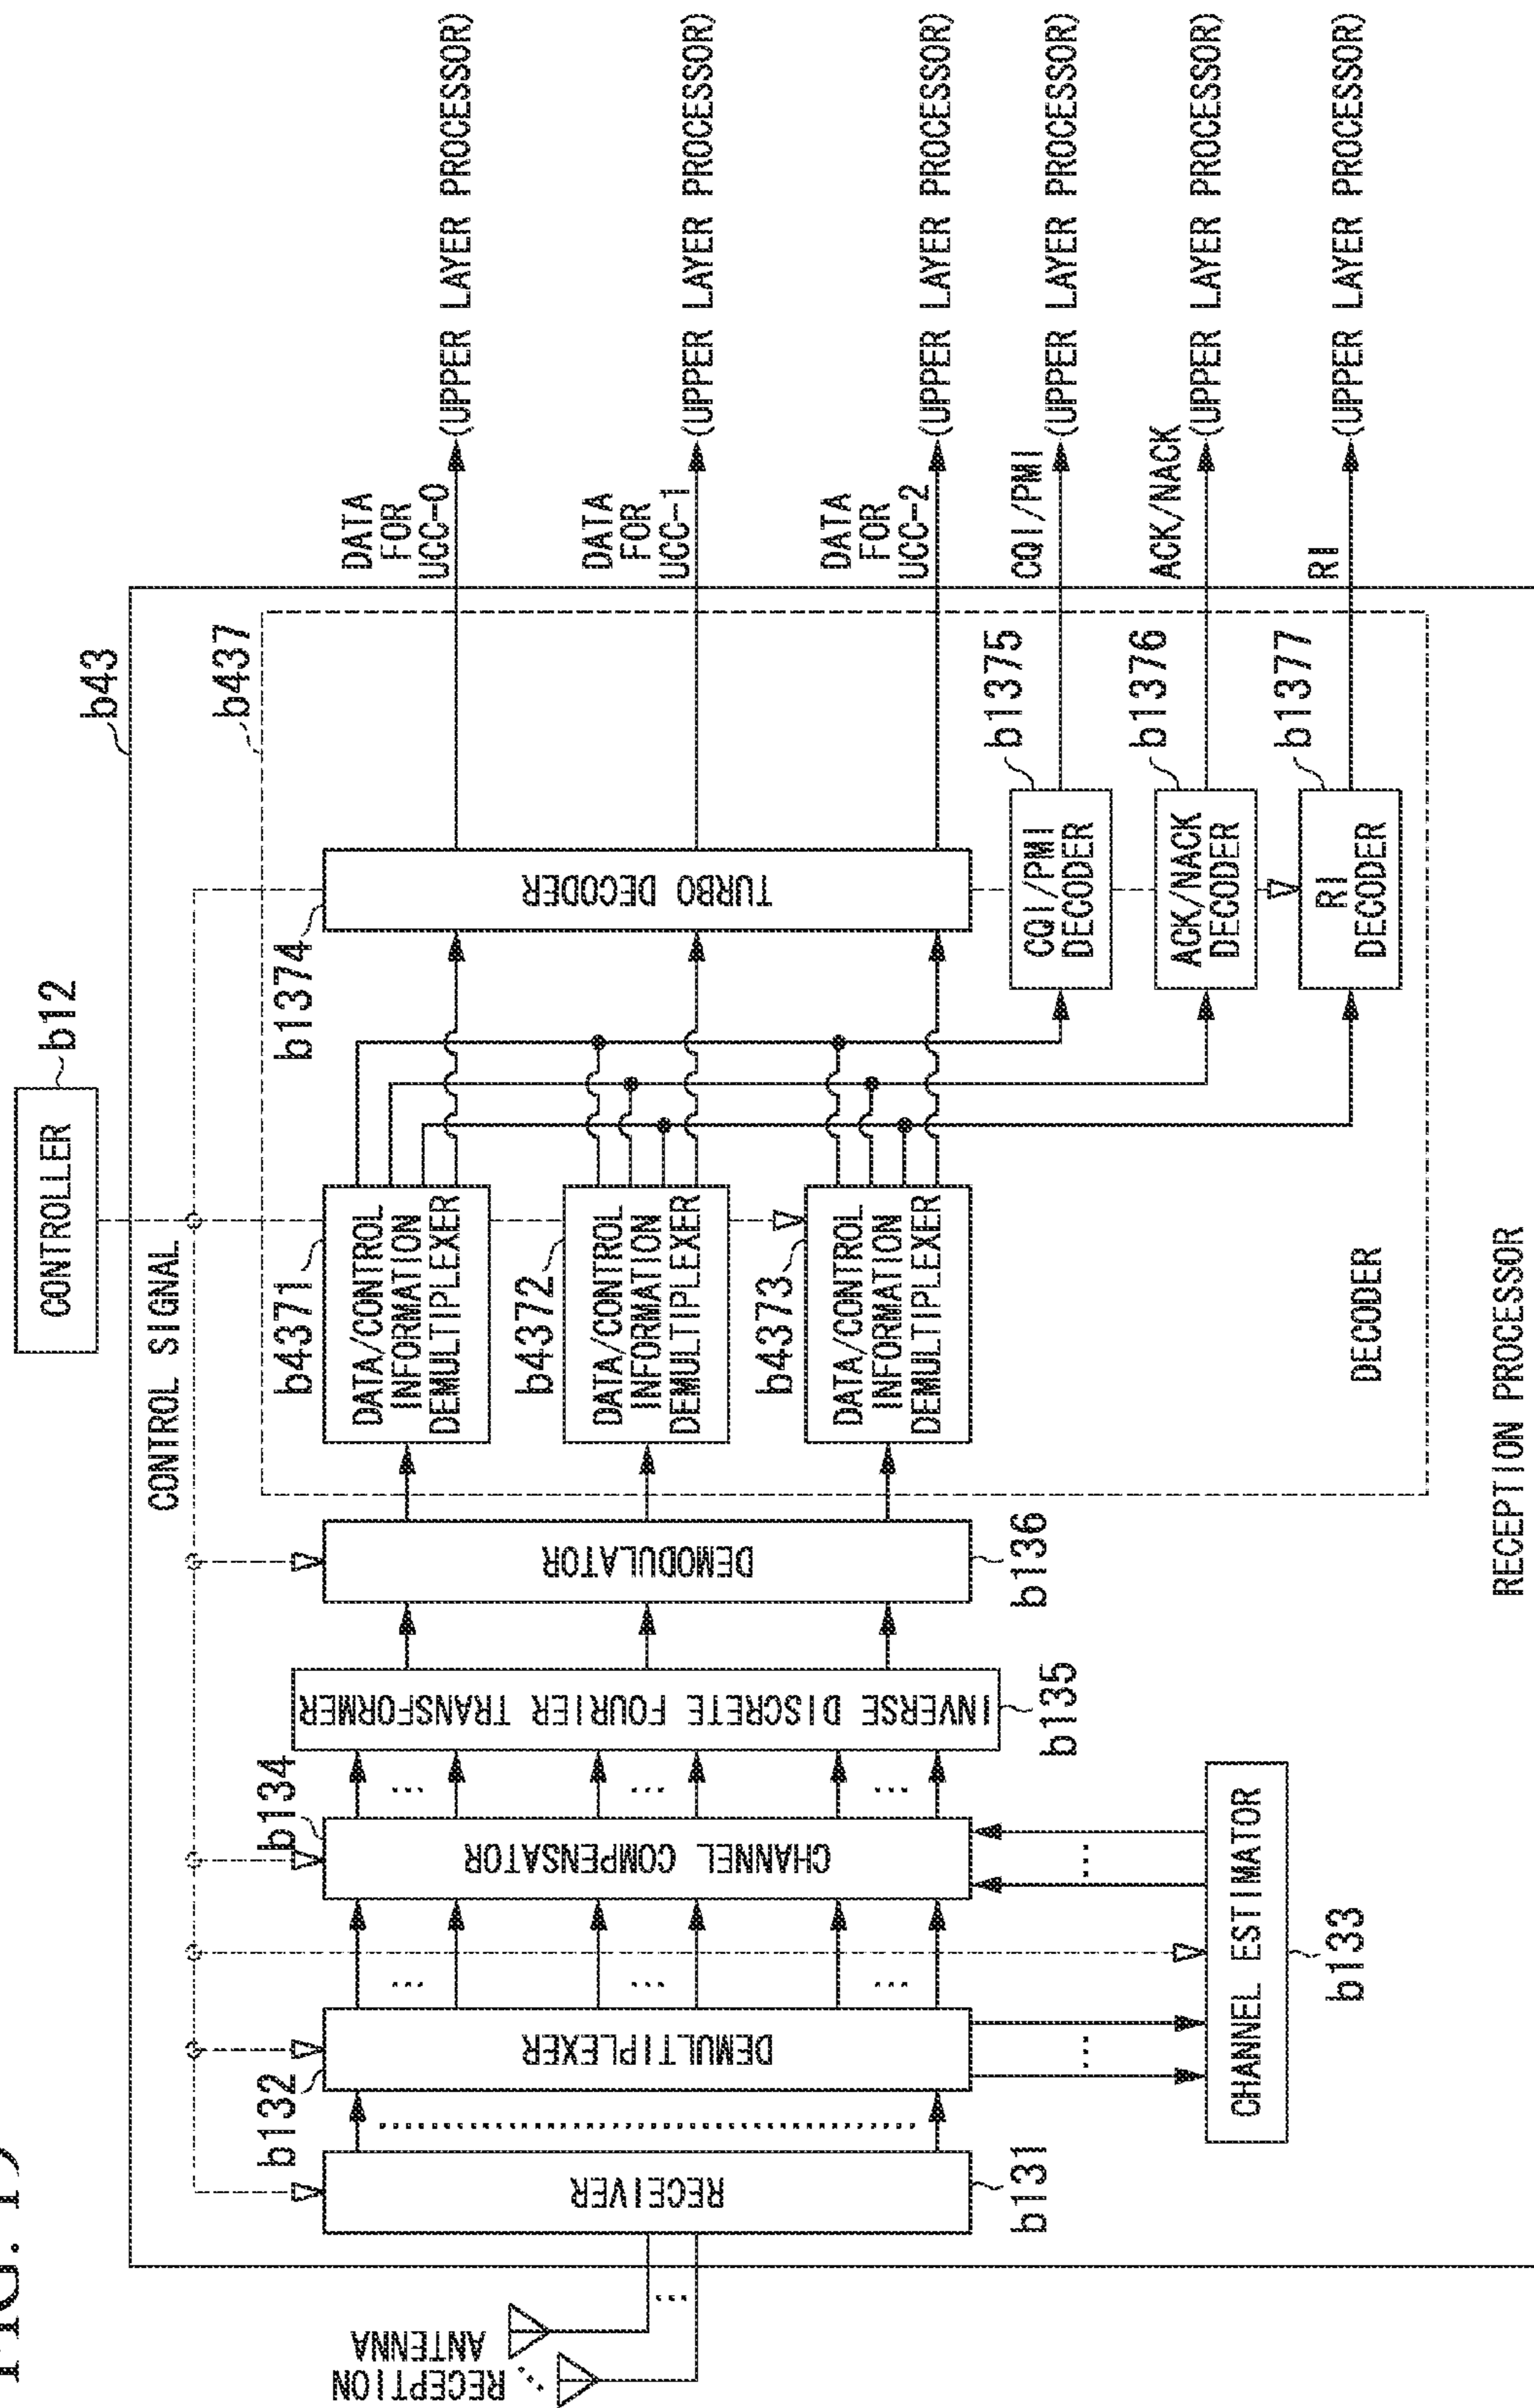 CONTROLLER
b12
CONTROL SIGNAL
b43
b437
RECEPTION
ANTENNA
RECEIVER
b131
b132
DEMULTIPLEXER
CHANNEL ESTIMATOR
b133
b134
CHANNEL COMPENSATOR
INVERSE DISCRETE FOURIER TRANSFORMER
b135
DEMODULATOR
b136
b4371
DATA/CONTROL
INFORMATION
DEMULTIPLEXER
b4372
DATA/CONTROL
INFORMATION
DEMULTIPLEXER
b4373
DATA/CONTROL
INFORMATION
DEMULTIPLEXER
b1374
TURBO DECODER
CQI/PMI
DECODER
b1375
ACK/NACK
DECODER
b1376
RI
DECODER
b1377
DATA
FOR
UCC-0
(UPPER LAYER PROCESSOR)
DATA
FOR
UCC-1
(UPPER LAYER PROCESSOR)
DATA
FOR
UCC-2
(UPPER LAYER PROCESSOR)
CQI/PMI
(UPPER LAYER PROCESSOR)
ACK/NACK
(UPPER LAYER PROCESSOR)
RI
(UPPER LAYER PROCESSOR)
DECODER
RECEPTION PROCESSOR